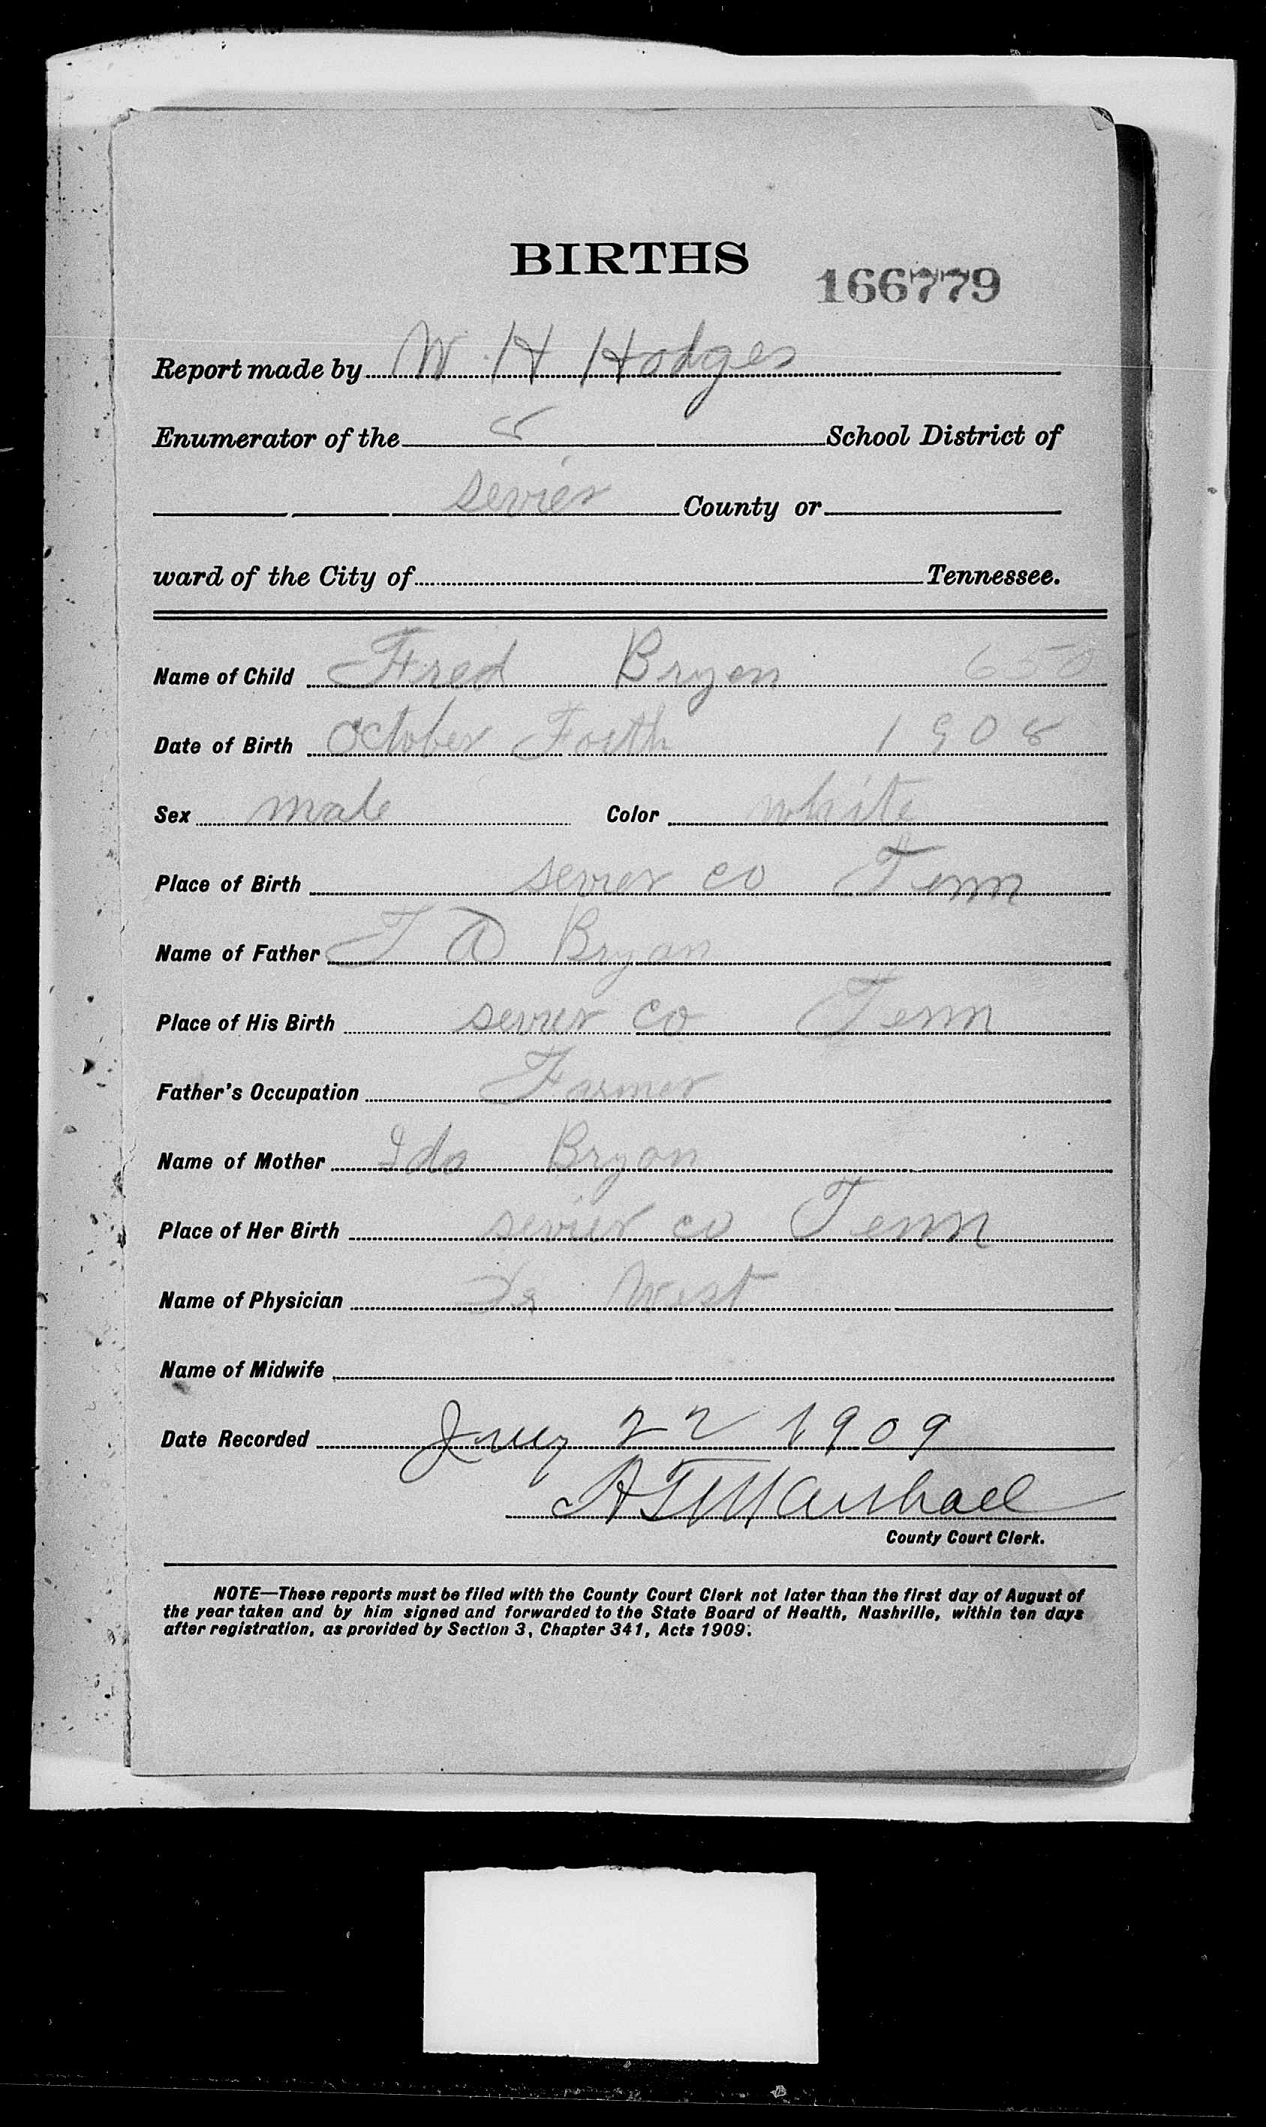 BIRTHS
166779
Report made by W. H Hodges
Enumerator of the 8 School District of
Sevier County or
ward of the City of Tennessee.
Name of Child Fred Bryen 650
Date of Birth October Forth 1908
Sex male Color white
Place of Birth sevier co Tenn
Name of Father T A Bryan
Place of His Birth sevier co Tenn
Father's Occupation Farmer
Name of Mother Ida Bryan
Place of Her Birth sevier co Tenn
Name of Physician Dr West
Name of Midwife
Date Recorded 22 1909
A T Marshall
County Court Clerk.
NOTE—These reports must be filed with the County Court Clerk not later than the first day of August of
the year taken and by him signed and forwarded to the State Board of Health, Nashville, within ten days
after registration, as provided by Section 3, Chapter 341, Acts 1909.